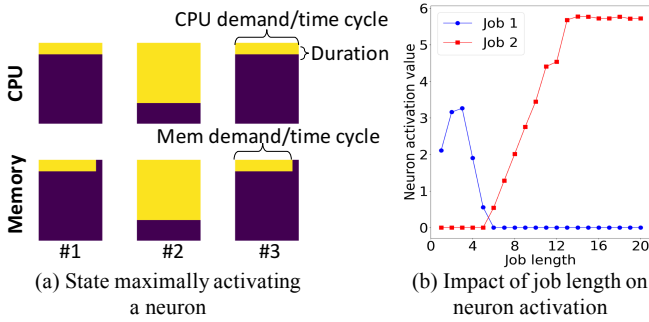 CPU demand/time cycle
Duration
CPU
Mem demand/time cycle
Memory
#1 #2 #3
(a) State maximally activating
a neuron
Job 1
Job 2
Neuron activation value
6
5
4
3
2
1
0
0 4 8 12 16 20
Job length
(b) Impact of job length on
neuron activation